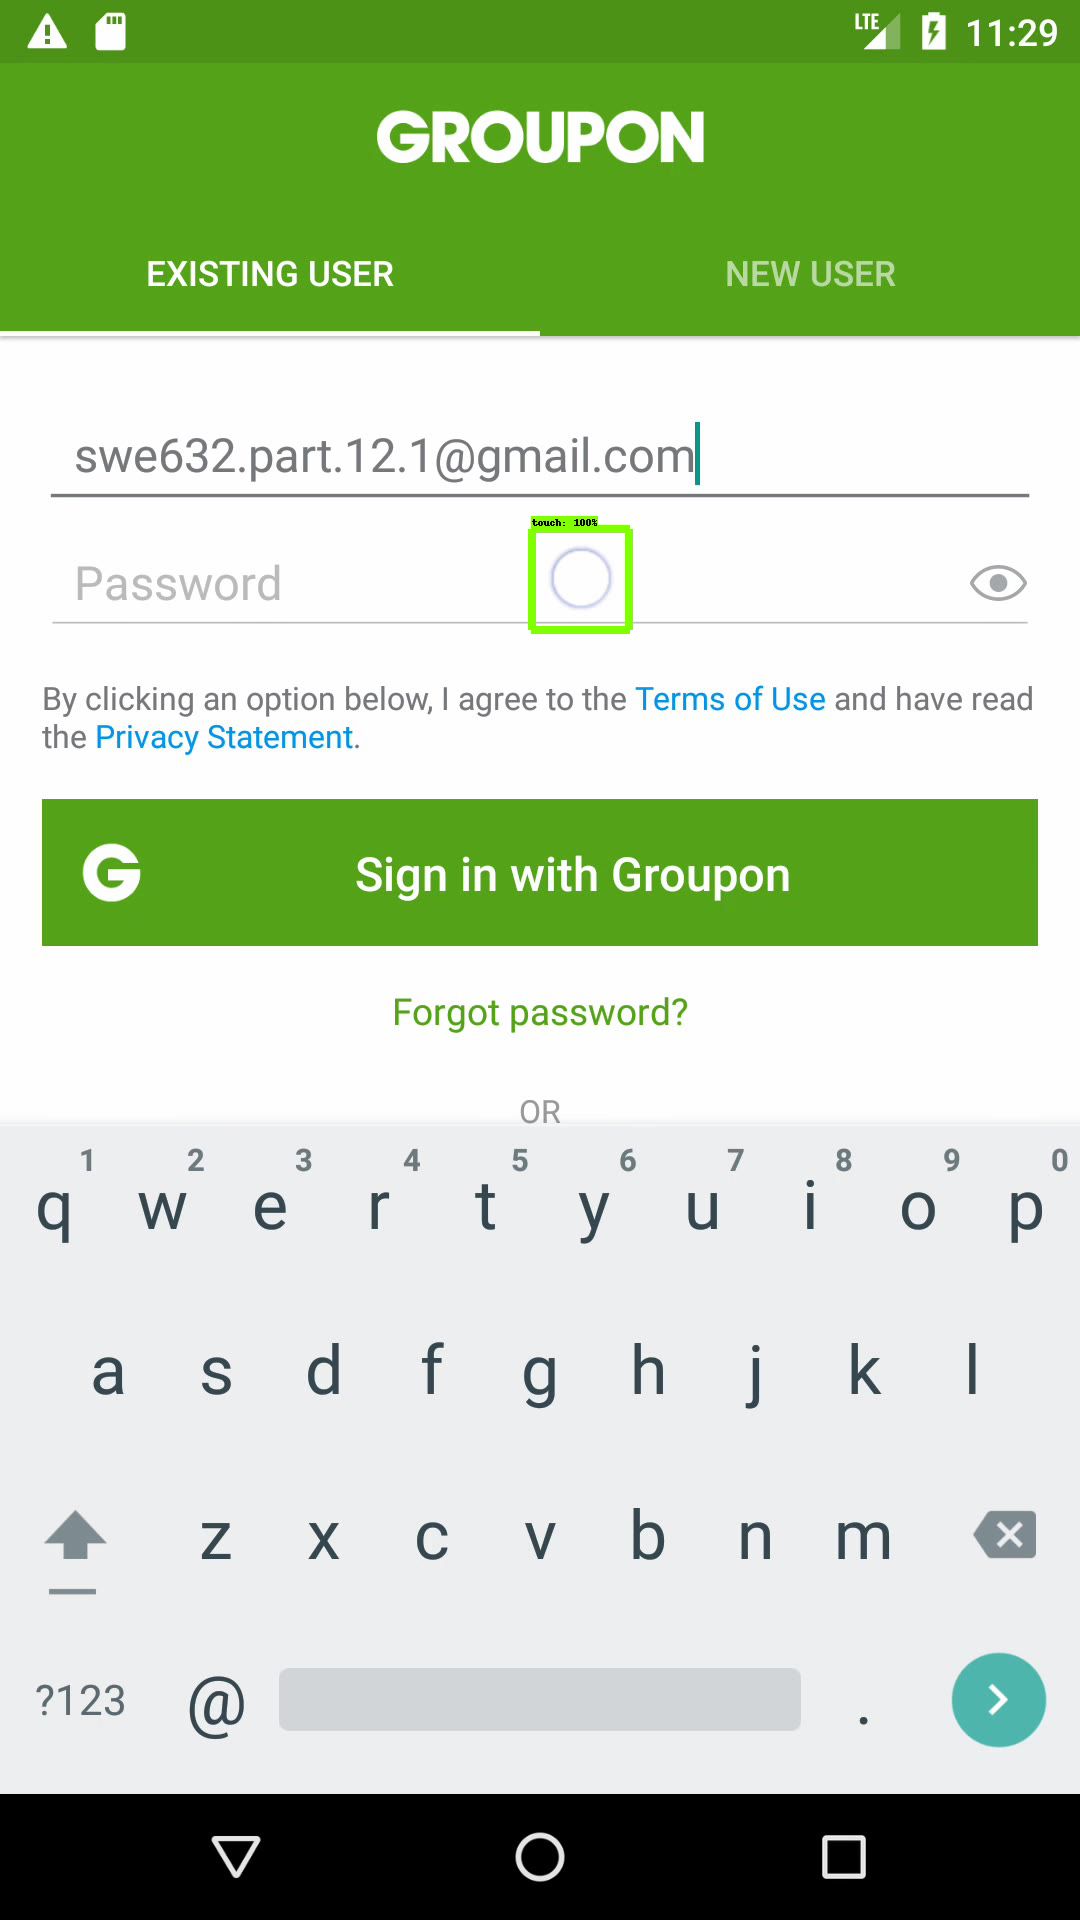 LTE 11:29
GROUPON
EXISTING USER NEW USER
swe632.part.12.1@gmail.com
touch: 100%
Password
By clicking an option below, I agree to the Terms of Use and have read
the Privacy Statement.
G Sign in with Groupon
Forgot password?
OR
1 2 3 4 5 6 7 8 9 0
q w e r t y u i o p
a s d f g h j k l
z x c v b n m
?123 @ .